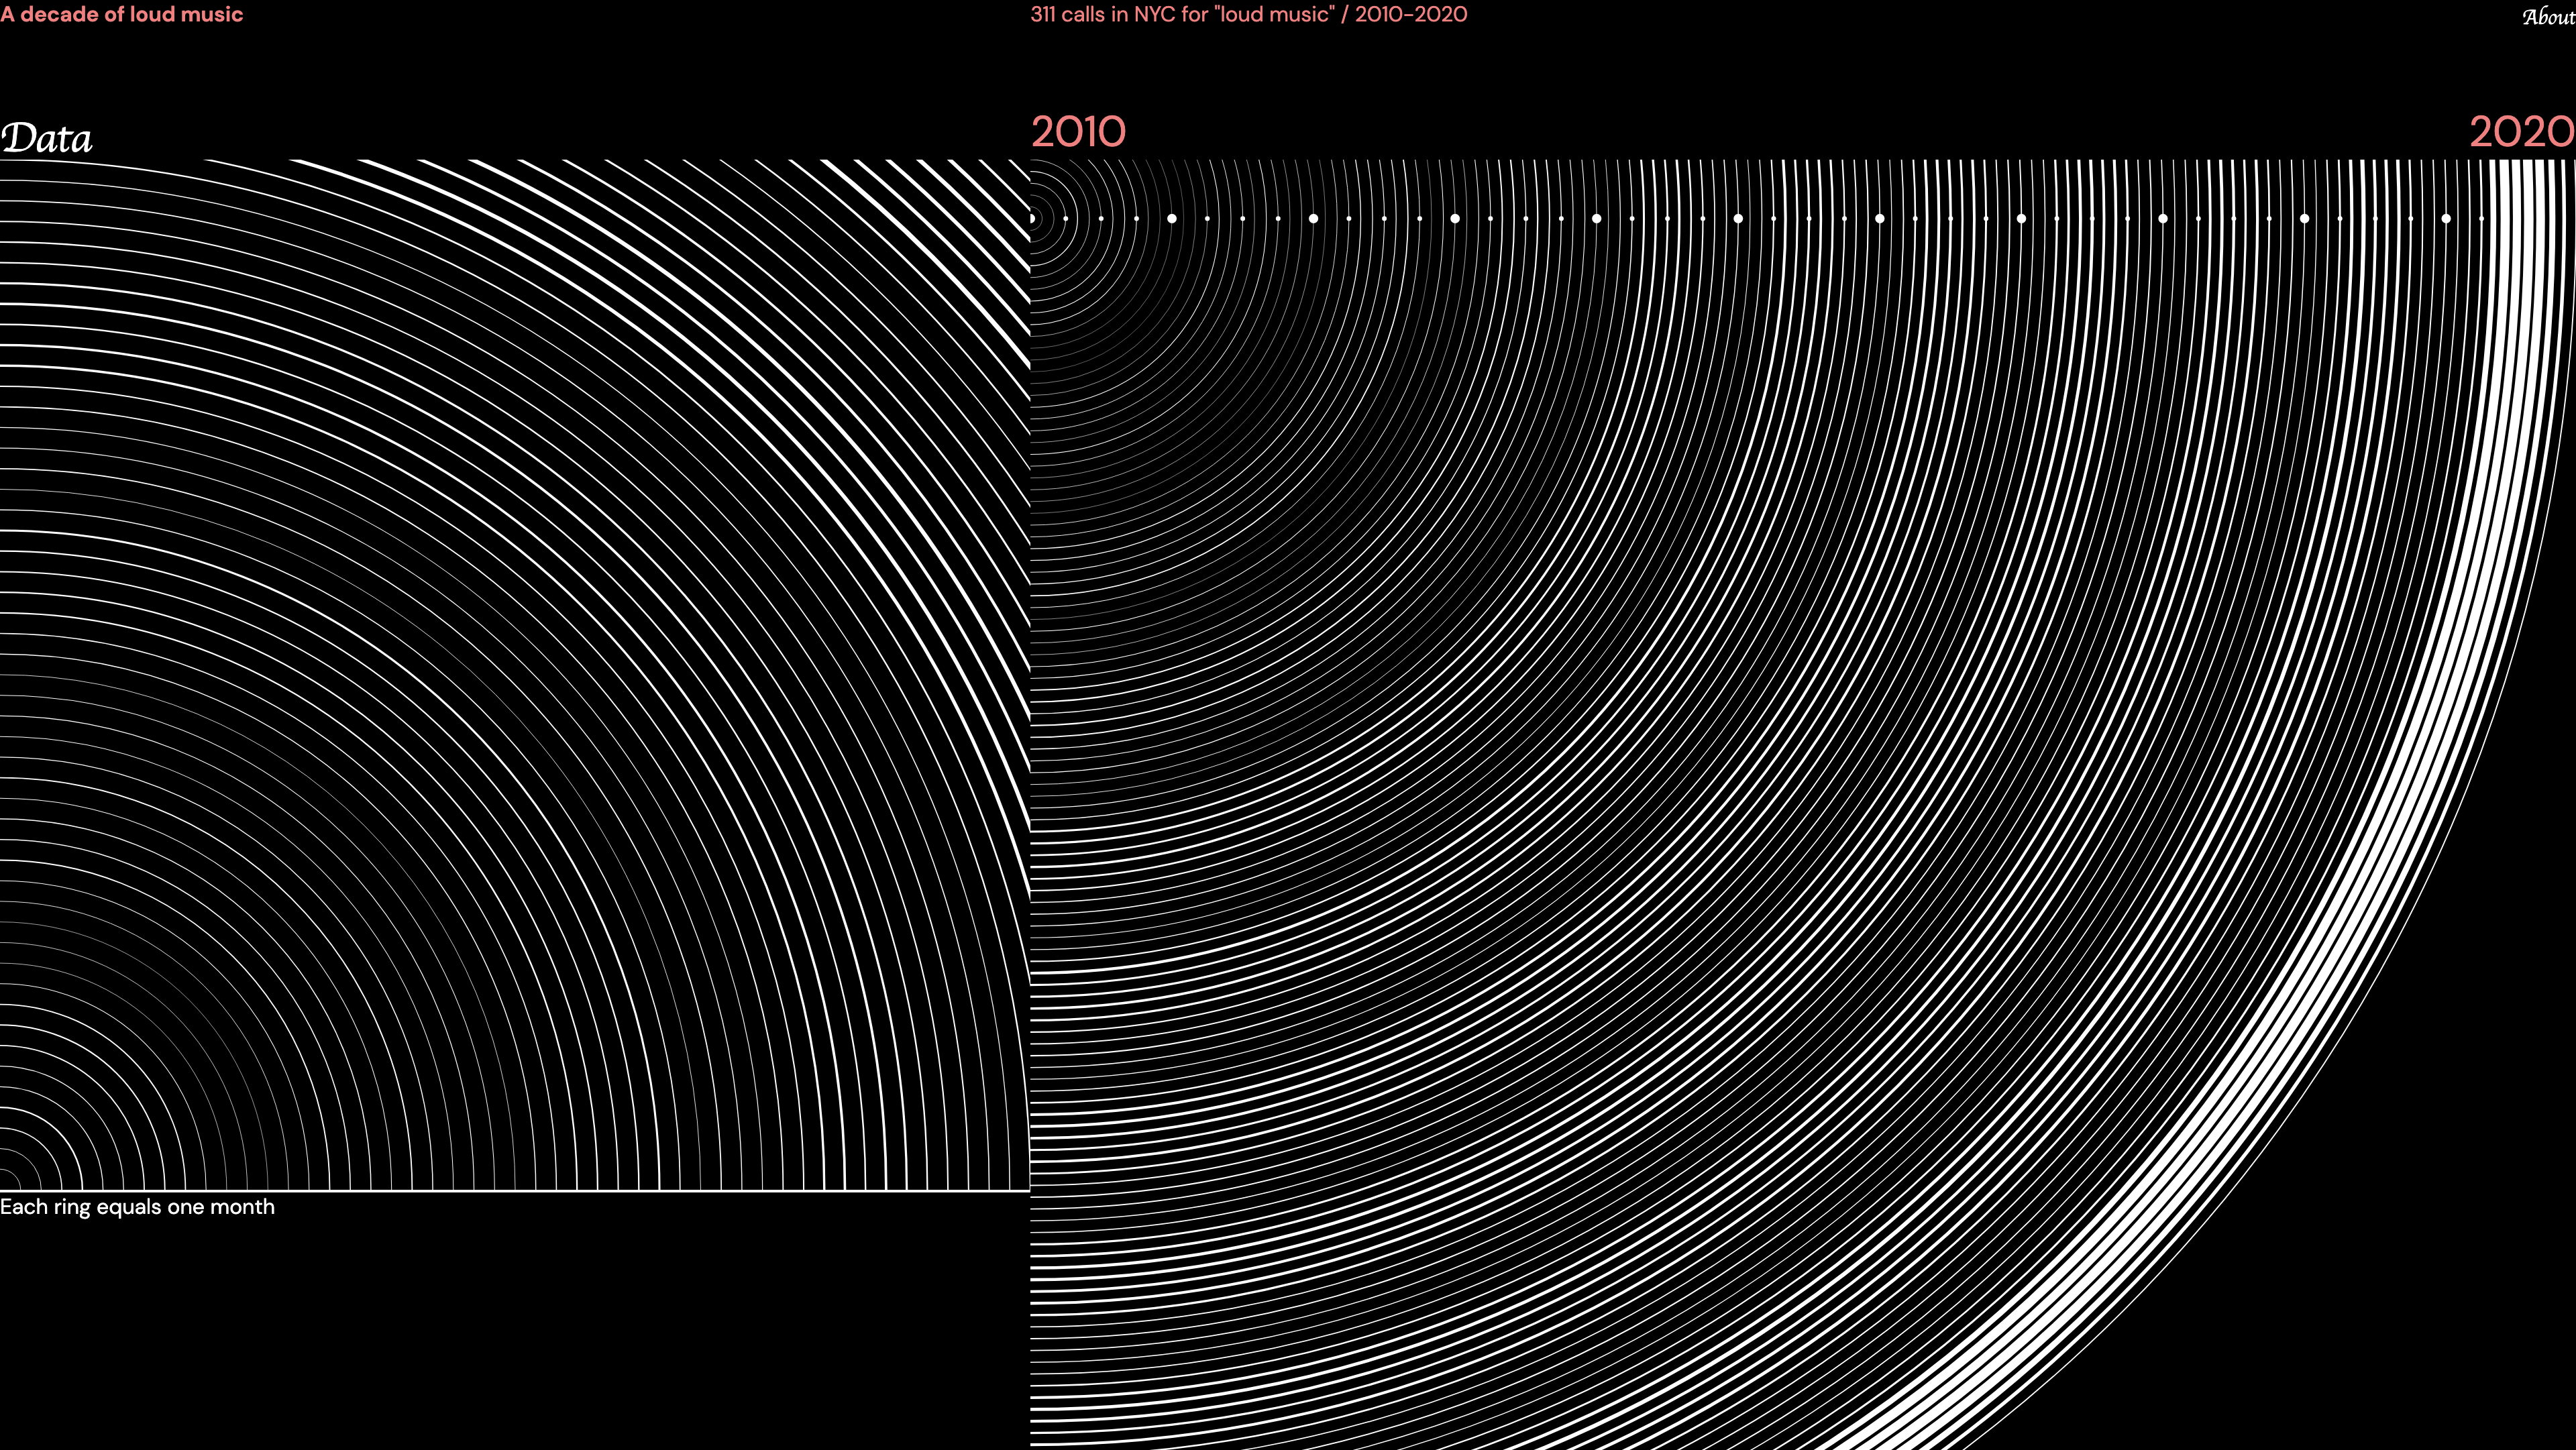 A decade of loud music
311 calls in NYC for "loud music" / 2010-2020
About
Data
2010
2020
Each ring equals one month